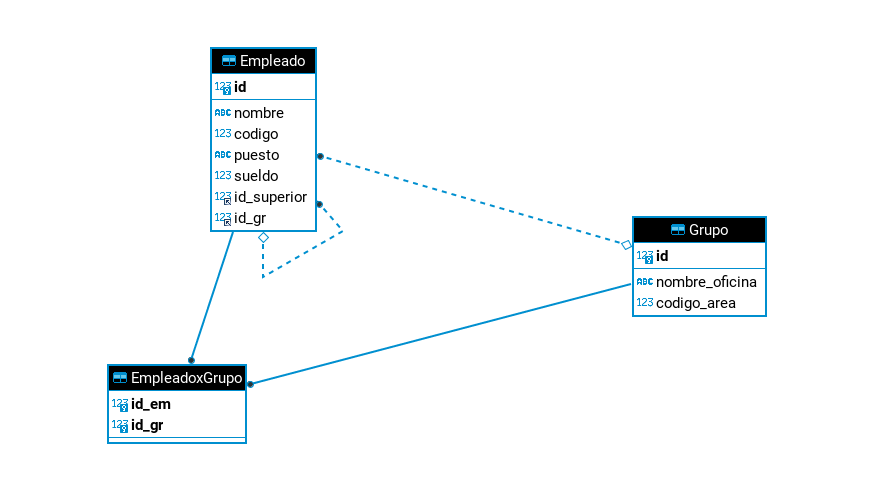 Empleado
123 id
ABC nombre
123 codigo
ABC puesto
123 sueldo
123 id_superior
123 id_gr
Grupo
123 id
ABC nombre_oficina
123 codigo_area
EmpleadoxGrupo
123 id_em
123 id_gr